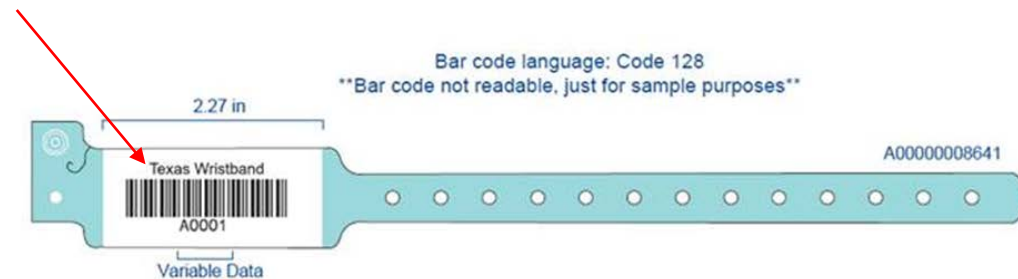 Bar code language: Code 128
**Bar code not readable, just for sample purposes**
2.27 in
A00000008641
Texas Wristband
A0001
Variable Data